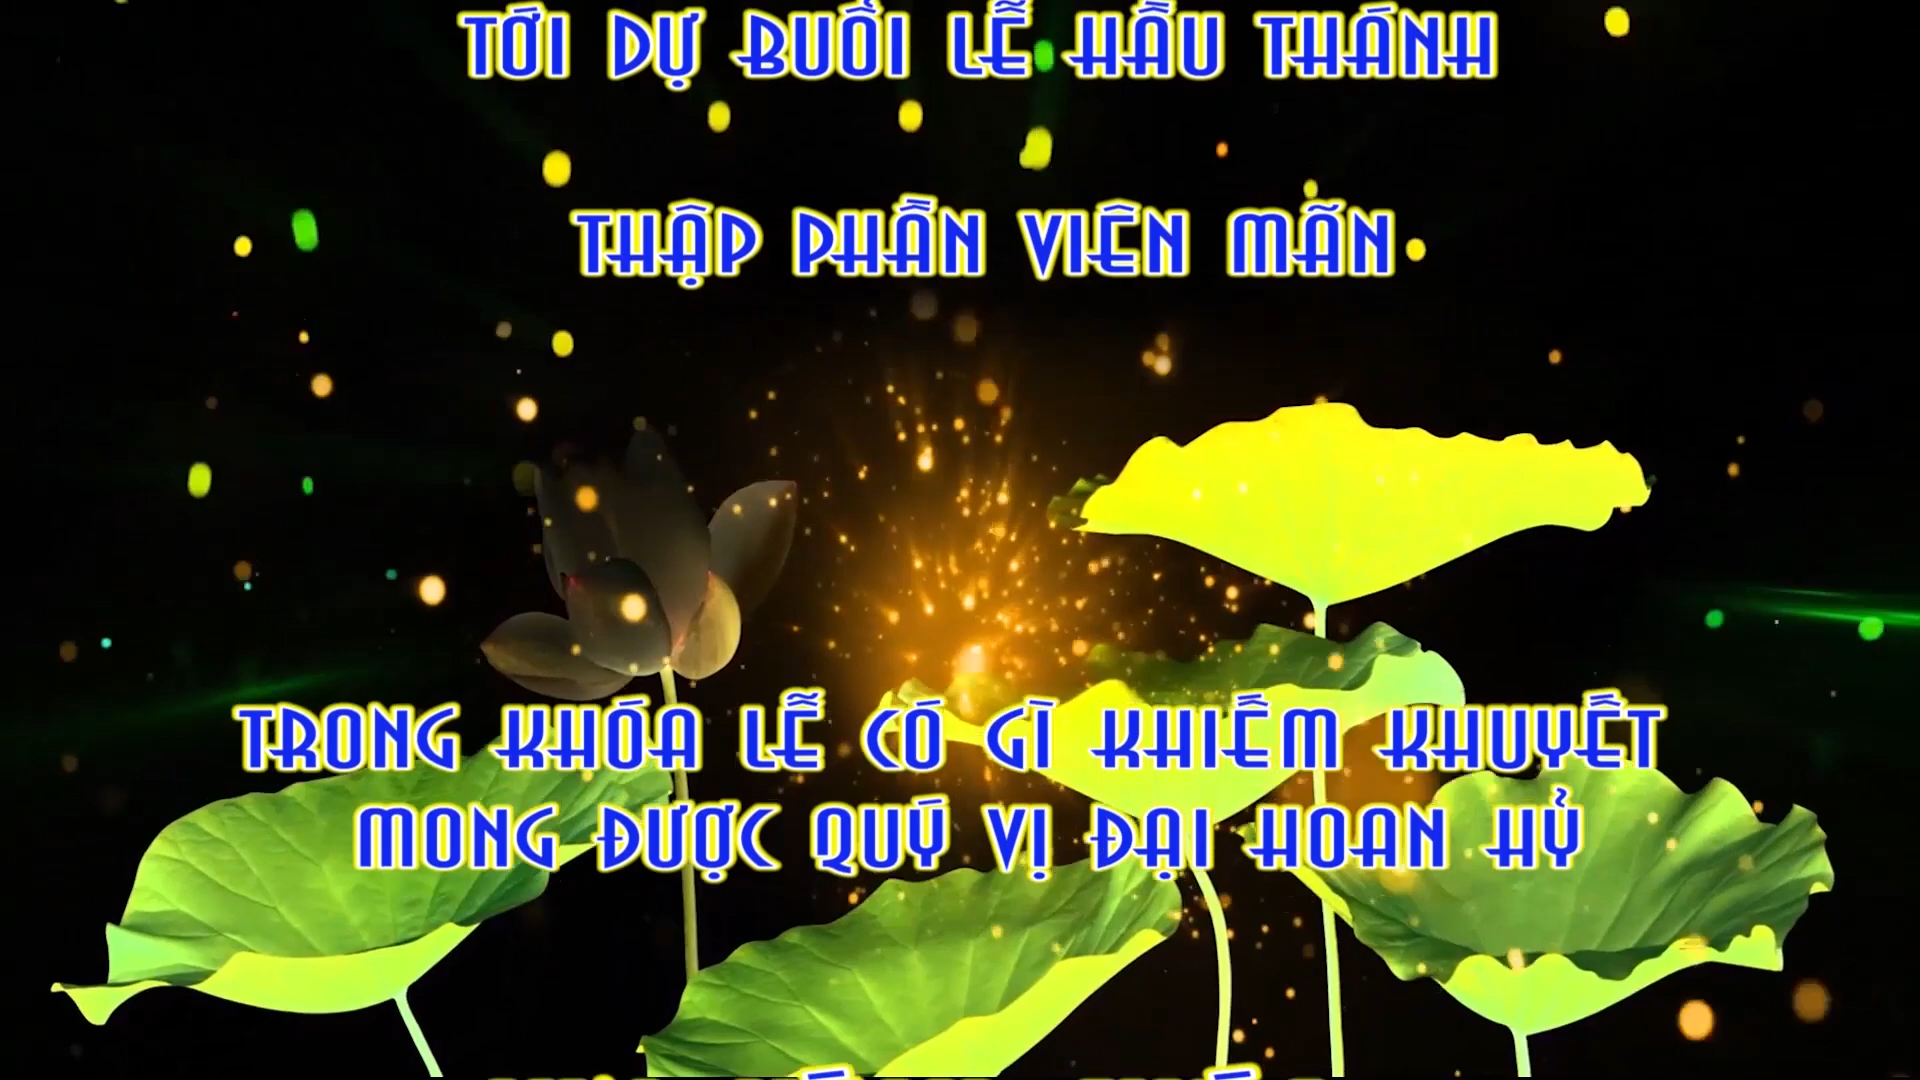 TỚI DỰ BUỔI LỄ HẦU THÁNH
THẬP PHẦN VIÊN MÃN
TRONG KHÓA LỄ CÓ GÌ KHIẾM KHUYẾT
MONG ĐƯỢC QUÝ VỊ ĐẠI HOAN HỶ